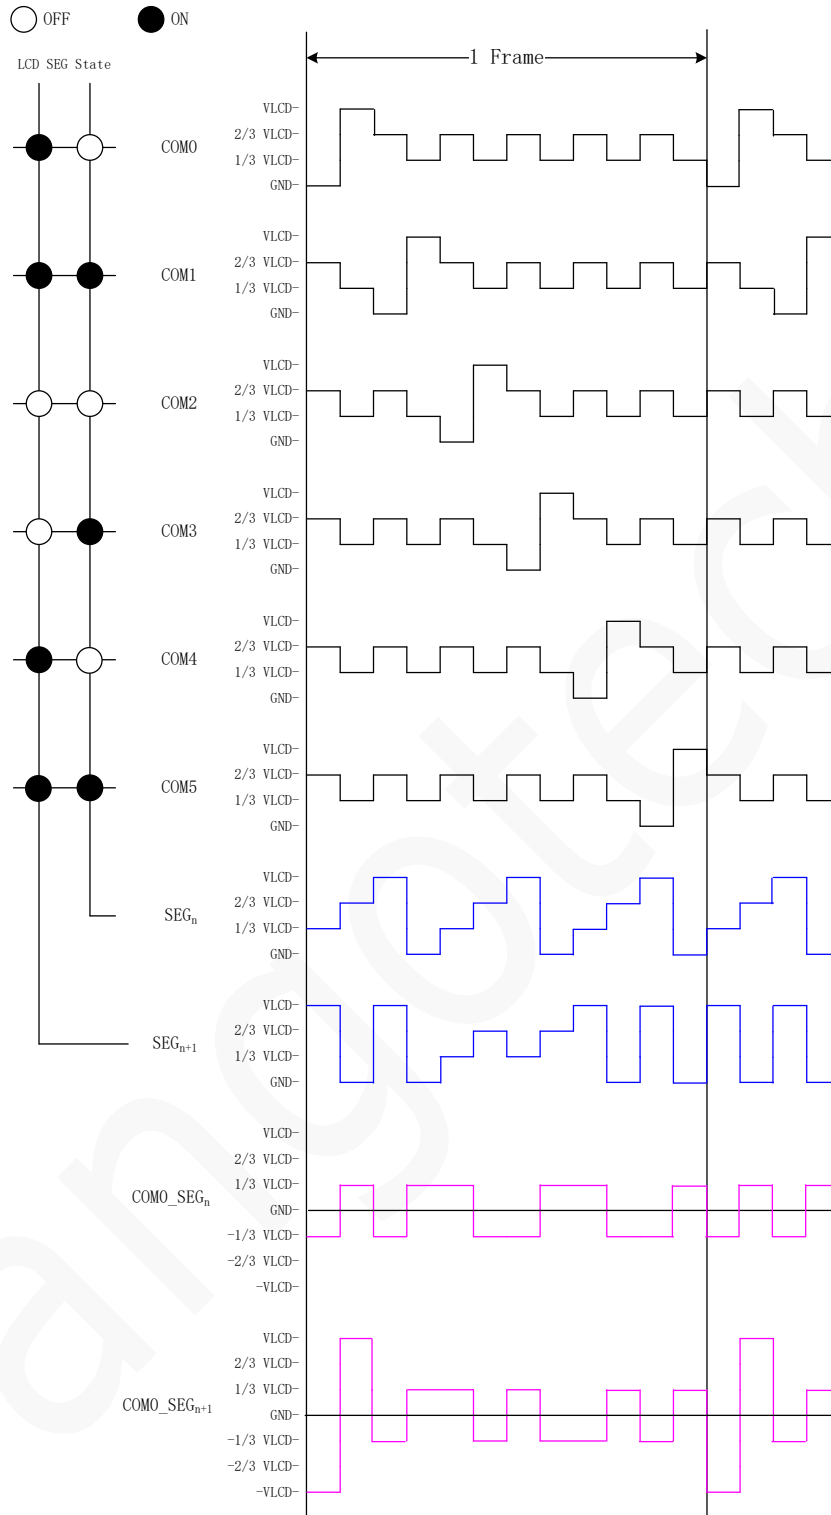 OFF
ON
LCD SEG State
1 Frame
COM0
VLCD-
2/3 VLCD-
1/3 VLCD-
GND-
COM1
VLCD-
2/3 VLCD-
1/3 VLCD-
GND-
COM2
VLCD-
2/3 VLCD-
1/3 VLCD-
GND-
COM3
VLCD-
2/3 VLCD-
1/3 VLCD-
GND-
COM4
VLCD-
2/3 VLCD-
1/3 VLCD-
GND-
COM5
VLCD-
2/3 VLCD-
1/3 VLCD-
GND-
SEGn
VLCD-
2/3 VLCD-
1/3 VLCD-
GND-
SEGn+1
VLCD-
2/3 VLCD-
1/3 VLCD-
GND-
COM0_SEGn
VLCD-
2/3 VLCD-
1/3 VLCD-
GND-
-1/3 VLCD-
-2/3 VLCD-
-VLCD-
COM0_SEGn+1
VLCD-
2/3 VLCD-
1/3 VLCD-
GND-
-1/3 VLCD-
-2/3 VLCD-
-VLCD-